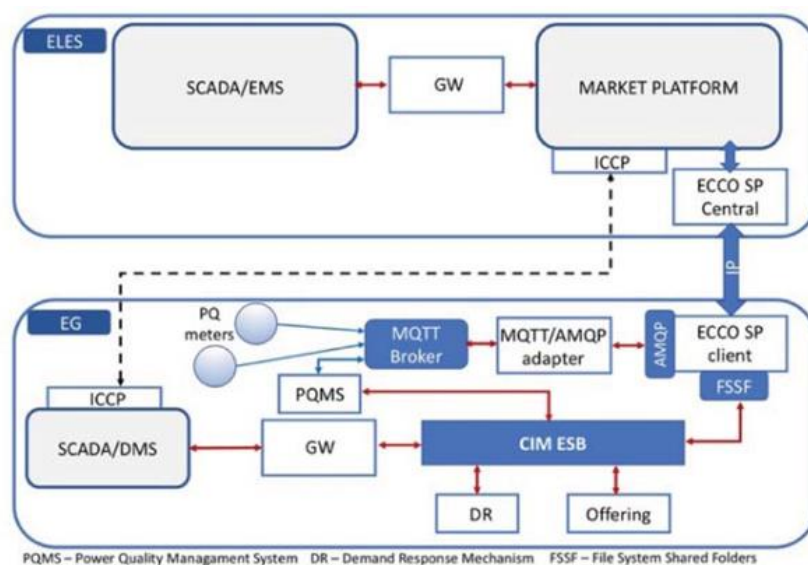 ELES
SCADA/EMS
GW
MARKET PLATFORM
ICCP
ECCO SP
Central
IP
EG
PQ
meters
MQTT
Broker
MQTT/AMQP
adapter
AMQP
ECCO SP
client
FSSF
PQMS
ICCP
SCADA/DMS
GW
CIM ESB
DR
Offering
PQMS – Power Quality Managament System DR – Demand Response Mechanism FSSF – File System Shared Folders